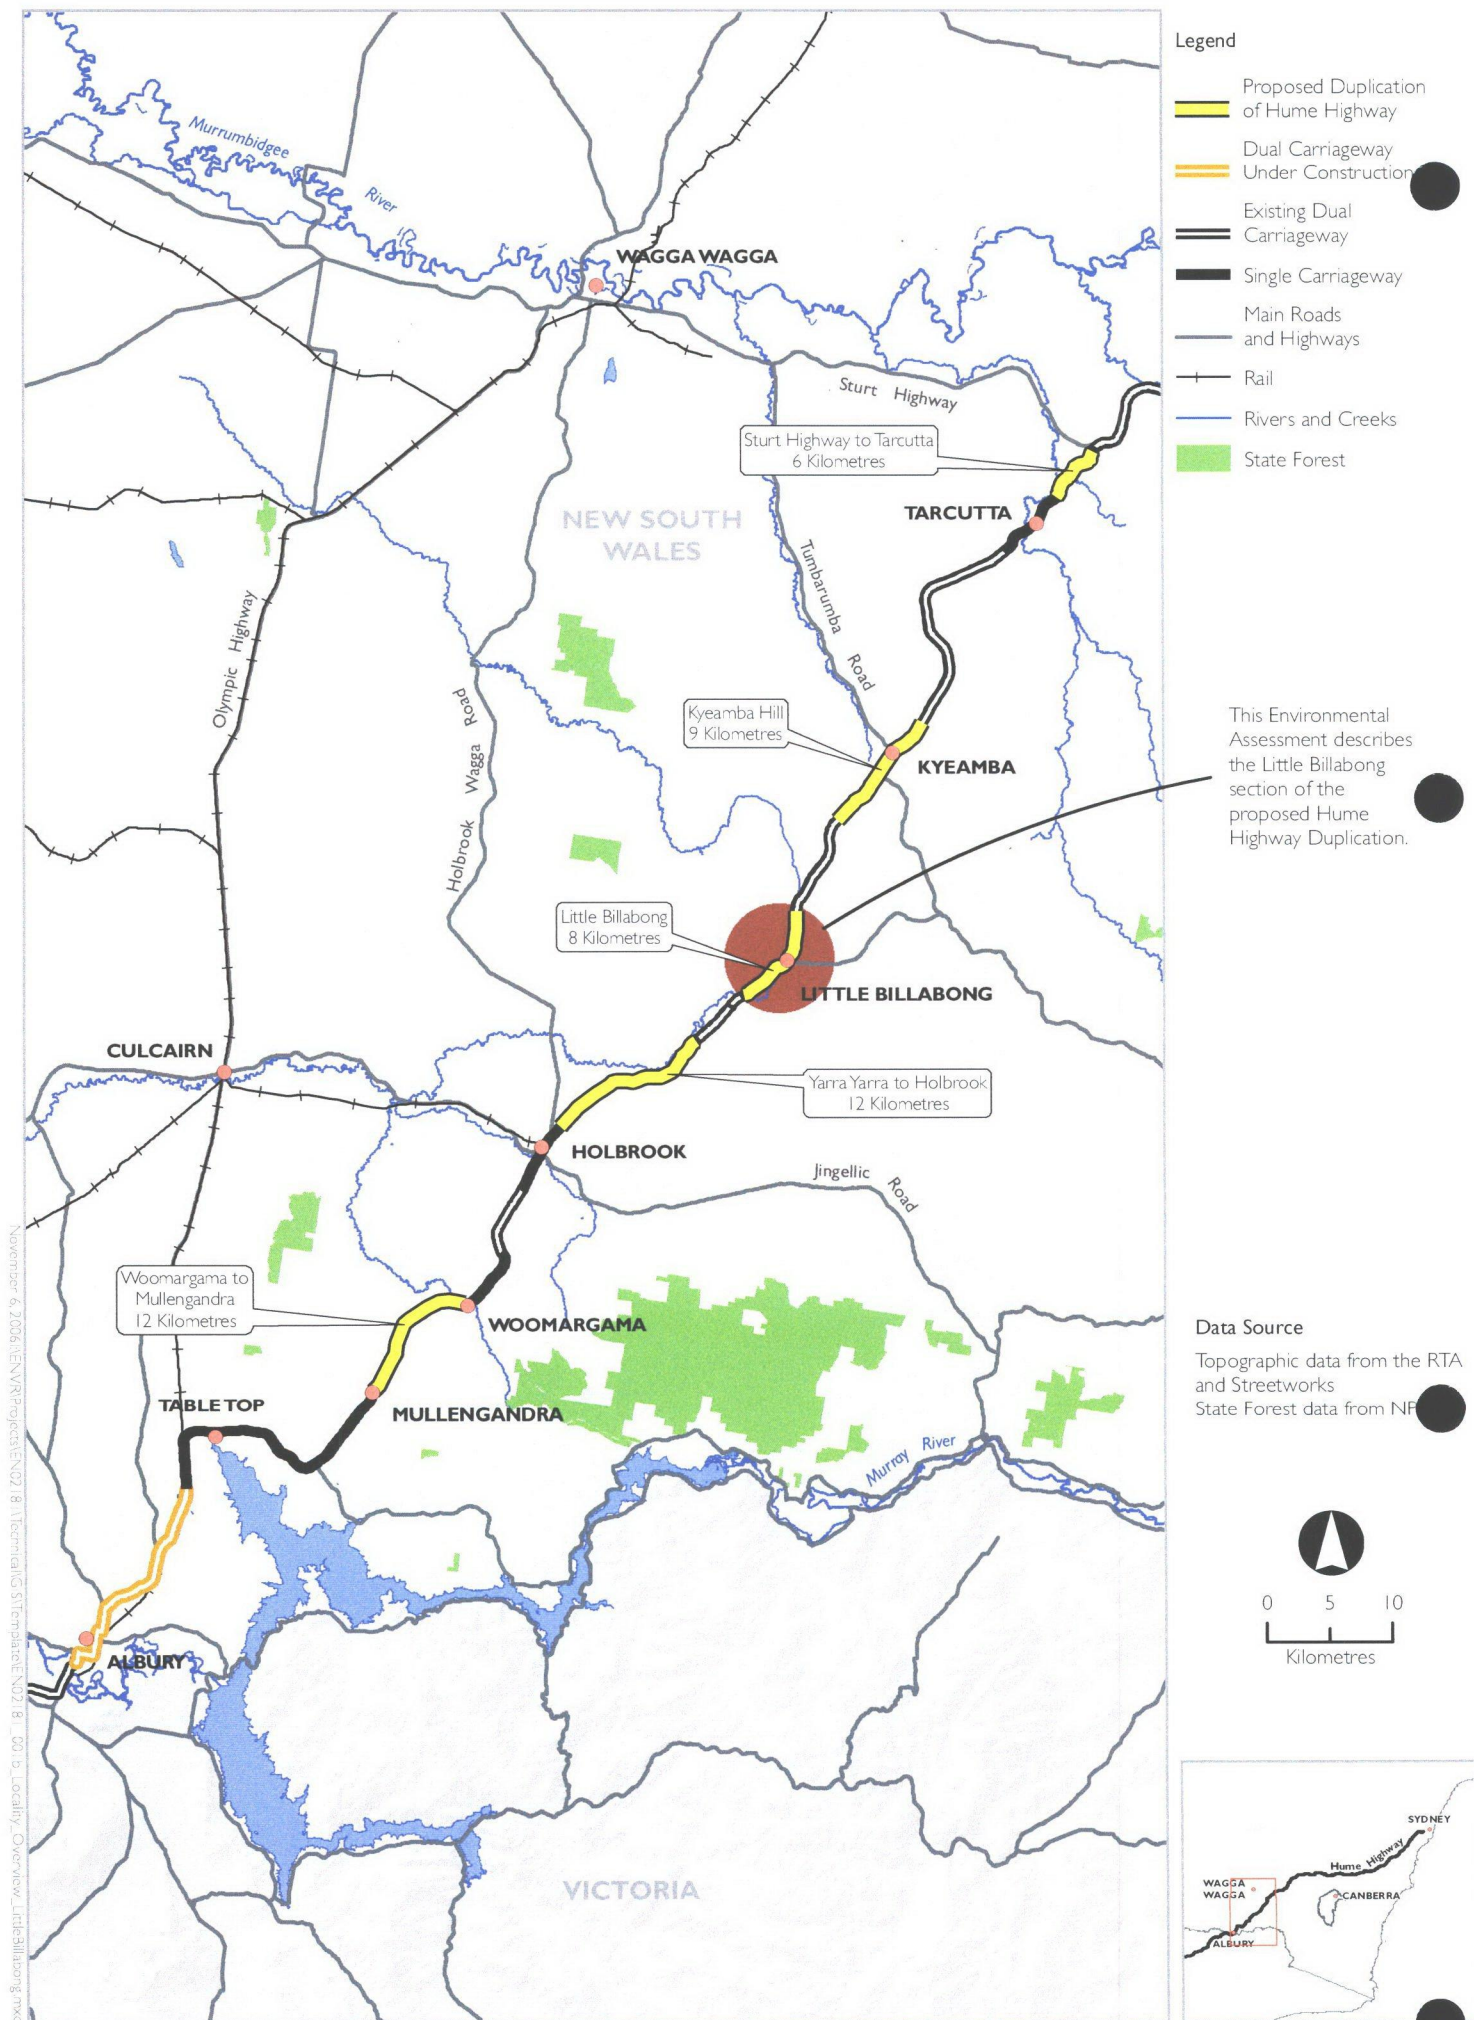 Legend
Proposed Duplication
of Hume Highway
Dual Carriageway
Under Construction
Existing Dual
Carriageway
Single Carriageway
Main Roads
and Highways
Rail
Rivers and Creeks
State Forest
Murrumbidgee
River
WAGGA WAGGA
Sturt Highway
Sturt Highway to Tarcutta
6 Kilometres
TARCUTTA
NEW SOUTH
WALES
Tumbarumba
Road
Olympic Highway
Holbrook Wagga Road
Kyeamba Hill
9 Kilometres
KYEAMBA
This Environmental
Assessment describes
the Little Billabong
section of the
proposed Hume
Highway Duplication.
Little Billabong
8 Kilometres
LITTLE BILLABONG
CULCAIRN
Yarra Yarra to Holbrook
12 Kilometres
HOLBROOK
Jingellic
Road
Woomargama to
Mullengandra
12 Kilometres
WOOMARGAMA
TABLE TOP
MULLENGANDRA
Murray River
ALBURY
VICTORIA
Data Source
Topographic data from the RTA
and Streetworks
State Forest data from NP
0 5 10
Kilometres
SYDNEY
Hume Highway
WAGGA
WAGGA
CANBERRA
ALBURY